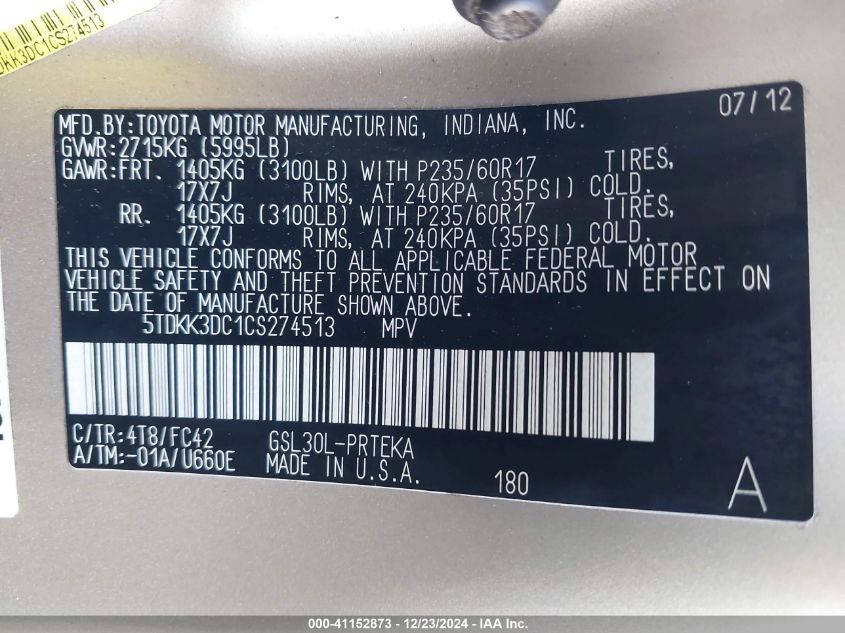 DKK3DC1CS274513
07/12
MFD.BY:TOYOTA MOTOR MANUFACTURING, INDIANA, INC.
GVWR:2715KG (5995LB)
GAWR:FRT. 1405KG (3100LB) WITH P235/60R17 TIRES,
17X7J RIMS, AT 240KPA (35PSI) COLD.
RR. 1405KG (3100LB) WITH P235/60R17 TIRES,
17X7J RIMS, AT 240KPA (35PSI) COLD.
THIS VEHICLE CONFORMS TO ALL APPLICABLE FEDERAL MOTOR
VEHICLE SAFETY AND THEFT PREVENTION STANDARDS IN EFFECT ON
THE DATE OF MANUFACTURE SHOWN ABOVE.
5TDKK3DC1CS274513 MPV
C/TR:4T8/FC42 GSL30L-PRTEKA
A/TM:-01A/U660E MADE IN U.S.A. 180 A
000-41152873 - 12/23/2024 - IAA Inc.